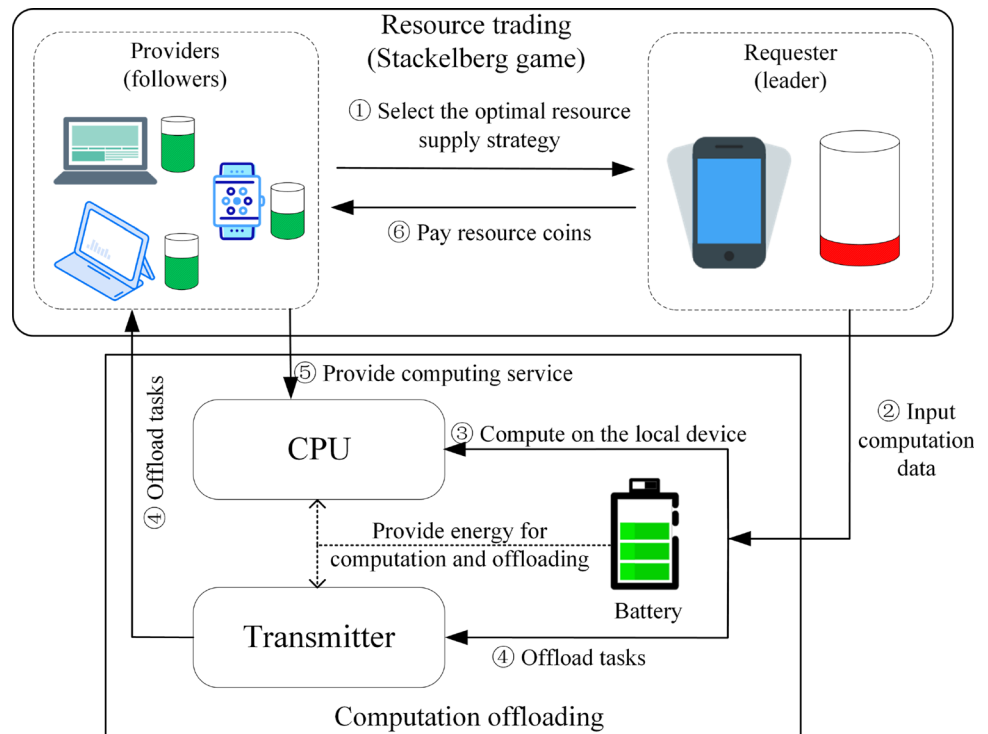 Resource trading
(Stackelberg game)
Providers
(followers)
Requester
(leader)
① Select the optimal resource
supply strategy
⑥ Pay resource coins
⑤ Provide computing service
④ Offload tasks
② Input
computation
data
CPU
③ Compute on the local device
Provide energy for
computation and offloading
Battery
Transmitter
④ Offload tasks
Computation offloading